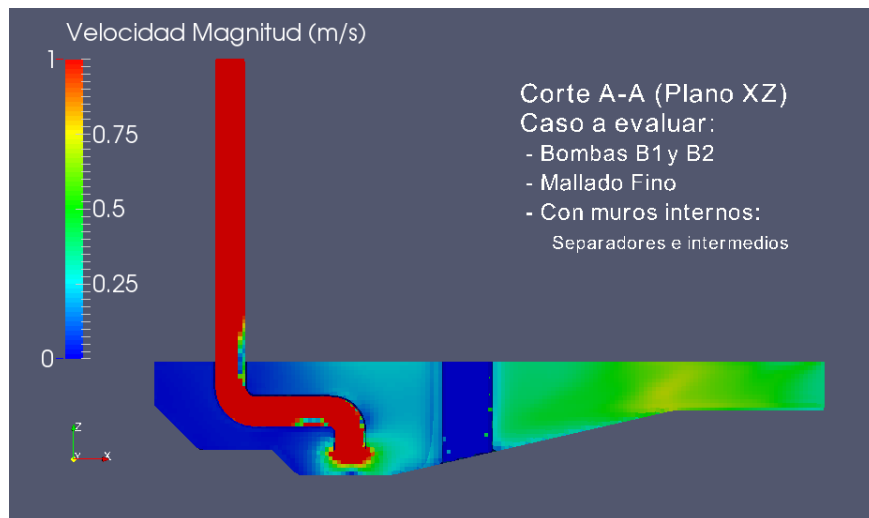 Velocidad Magnitud (m/s)
1
0.75
0.5
0.25
0
Corte A-A (Plano XZ)
Caso a evaluar:
- Bombas B1 y B2
- Mallado Fino
- Con muros internos:
Separadores e intermedios
Z
Y
X